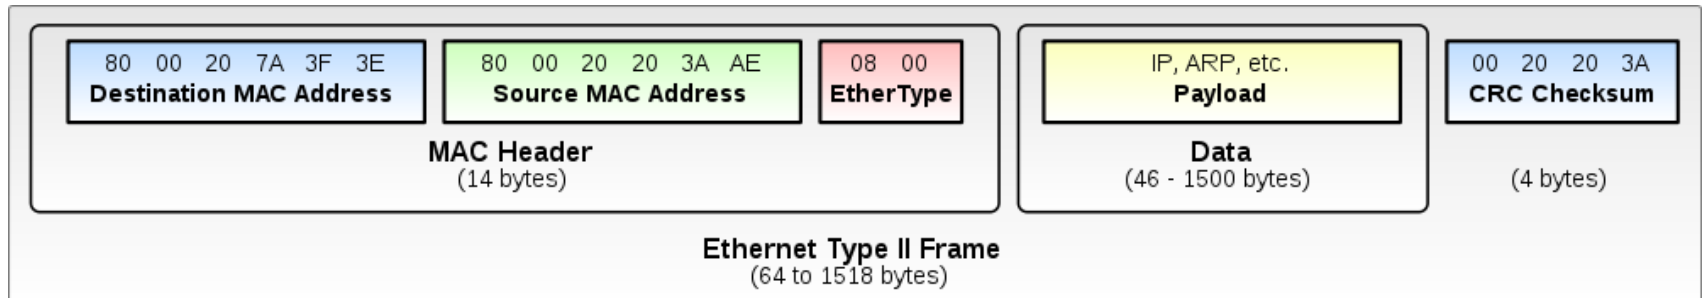 80 00 20 7A 3F 3E
Destination MAC Address
80 00 20 20 3A AE
Source MAC Address
08 00
EtherType
MAC Header
(14 bytes)
IP, ARP, etc.
Payload
Data
(46 - 1500 bytes)
00 20 20 3A
CRC Checksum
(4 bytes)
Ethernet Type II Frame
(64 to 1518 bytes)